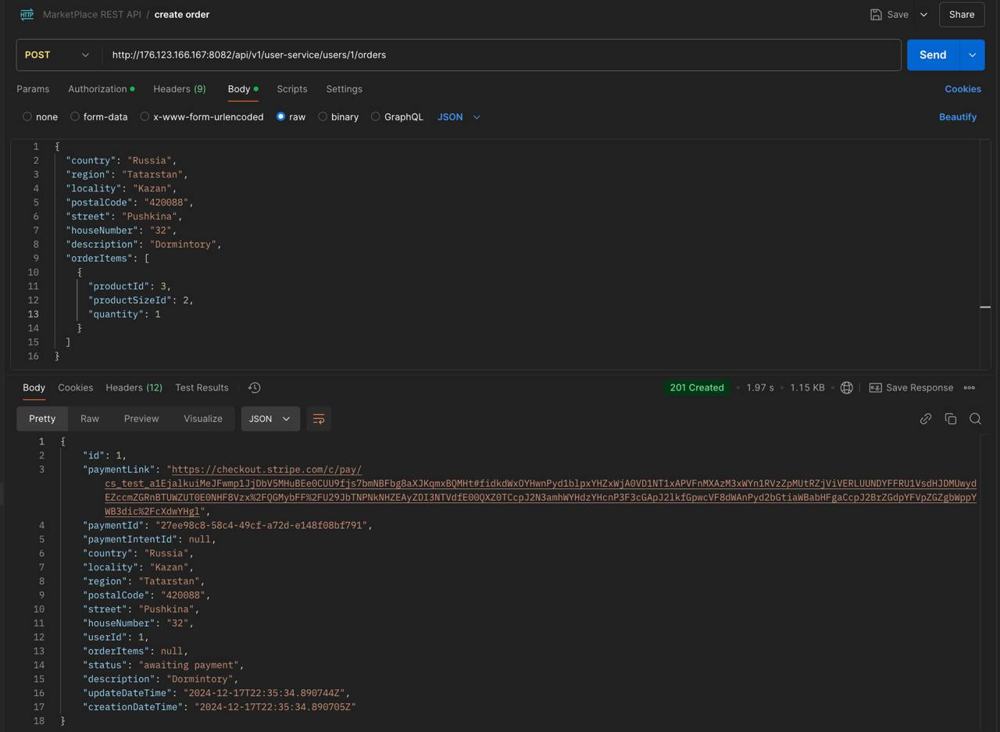 HTTP MarketPlace REST API / create order Save Share
POST http://176.123.166.167:8082/api/v1/user-service/users/1/orders Send
Params Authorization Headers (9) Body Scripts Settings Cookies
none form-data x-www-form-urlencoded raw binary GraphQL JSON Beautify
1 {
2 "country": "Russia",
3 "region": "Tatarstan",
4 "locality": "Kazan",
5 "postalCode": "420088",
6 "street": "Pushkina",
7 "houseNumber": "32",
8 "description": "Dormintory",
9 "orderItems": [
10 {
11 "productId": 3,
12 "productSizeId": 2,
13 "quantity": 1
14 }
15 ]
16 }
Body Cookies Headers (12) Test Results 201 Created • 1.97 s • 1.15 KB • e.g. Save Response
Pretty Raw Preview Visualize JSON
1 {
2 "id": 1,
3 "paymentLink": "https://checkout.stripe.com/c/pay/
cs_test_a1EjalkuiMeJFwmp1JjDbV5MHuBEe0CUU9fjs7bmNBFbg8aXJKqmxBQMHt#fidkdWxOYHwnPyd1blpxYHZxWjA0VD1NT1xAPVFnMXAzM3xWYn1RVzZpMUtRZjViVERLUUNDYFFRU1VsdHJDMUwyd
EZccmZGRnBTUWZUT0E0NHF8Vzx%2FQGMybFF%2FU29JbTNPNkNHZEAyZDI3NTVdfE00QXZ0TCcpJ2N3amhWYHdzYHcnP3F3cGApJ2lkfGpwcVF8dWAnPyd2bGtiaWBabHFgaCcpJ2BrZGdpYFVpZGZgbWppY
WB3dic%2FcXdwYHgl",
4 "paymentId": "27ee98c8-58c4-49cf-a72d-e148f08bf791",
5 "paymentIntentId": null,
6 "country": "Russia",
7 "locality": "Kazan",
8 "region": "Tatarstan",
9 "postalCode": "420088",
10 "street": "Pushkina",
11 "houseNumber": "32",
12 "userId": 1,
13 "orderItems": null,
14 "status": "awaiting payment",
15 "description": "Dormintory",
16 "updateDateTime": "2024-12-17T22:35:34.890744Z",
17 "creationDateTime": "2024-12-17T22:35:34.890705Z"
18 }